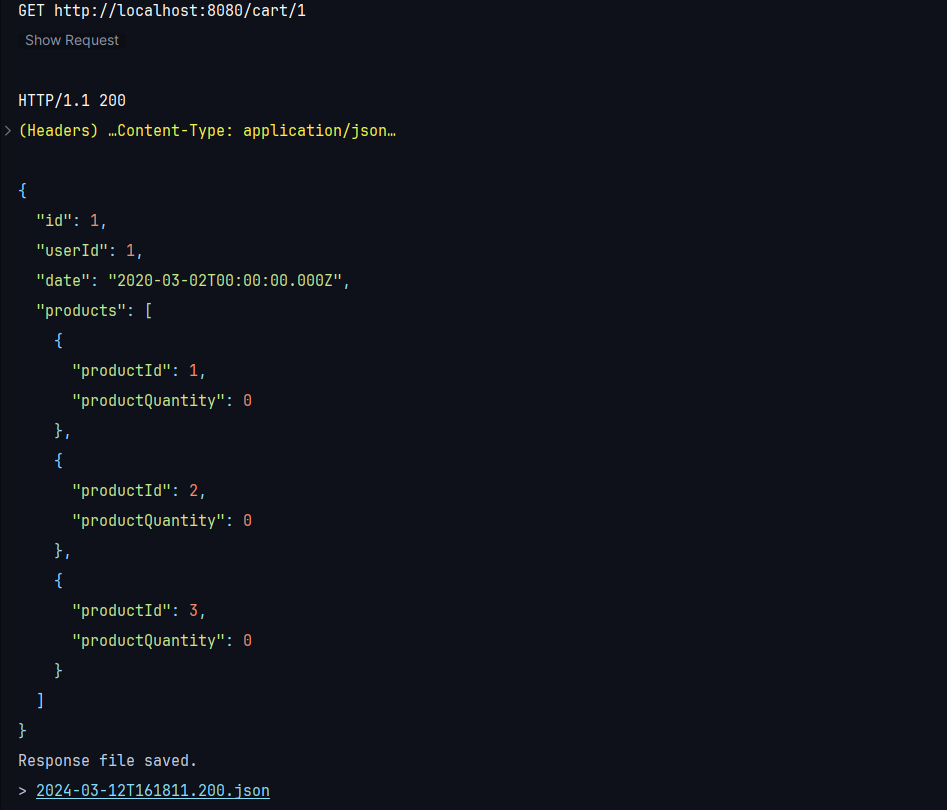 GET http://localhost:8080/cart/1
Show Request
HTTP/1.1 200
(Headers) …Content-Type: application/json…
{
  "id": 1,
  "userId": 1,
  "date": "2020-03-02T00:00:00.000Z",
  "products": [
    {
      "productId": 1,
      "productQuantity": 0
    },
    {
      "productId": 2,
      "productQuantity": 0
    },
    {
      "productId": 3,
      "productQuantity": 0
    }
  ]
}
Response file saved.
> 2024-03-12T161811.200.json